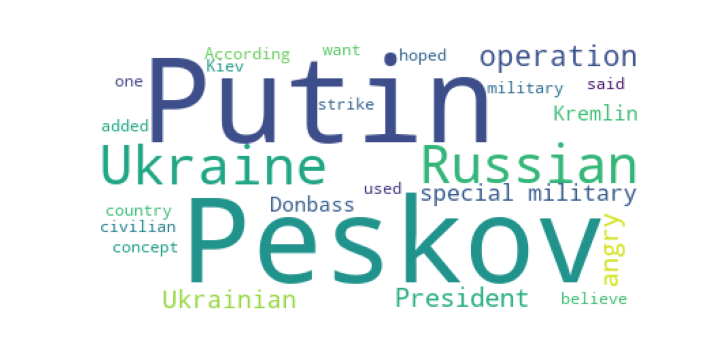 According want hoped operation
Kiev
one Putin strike military said
added Kremlin
Ukraine Russian
used special military
country Donbass
civilian Peskov angry
concept
Ukrainian President believe